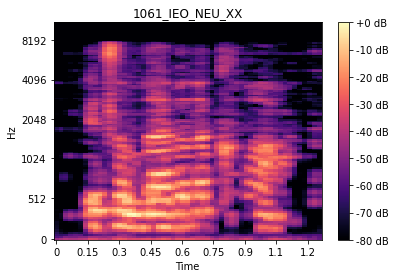 1061_IEO_NEU_XX
Hz
8192
4096
2048
1024
512
0
0
0.15
0.3
0.45
0.6
0.75
0.9
1.1
1.2
Time
+0 dB
-10 dB
-20 dB
-30 dB
-40 dB
-50 dB
-60 dB
-70 dB
-80 dB